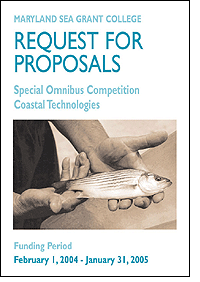 MARYLAND SEA GRANT COLLEGE
REQUEST FOR
PROPOSALS
Special Omnibus Competition
Coastal Technologies
Funding Period
February 1, 2004 - January 31, 2005